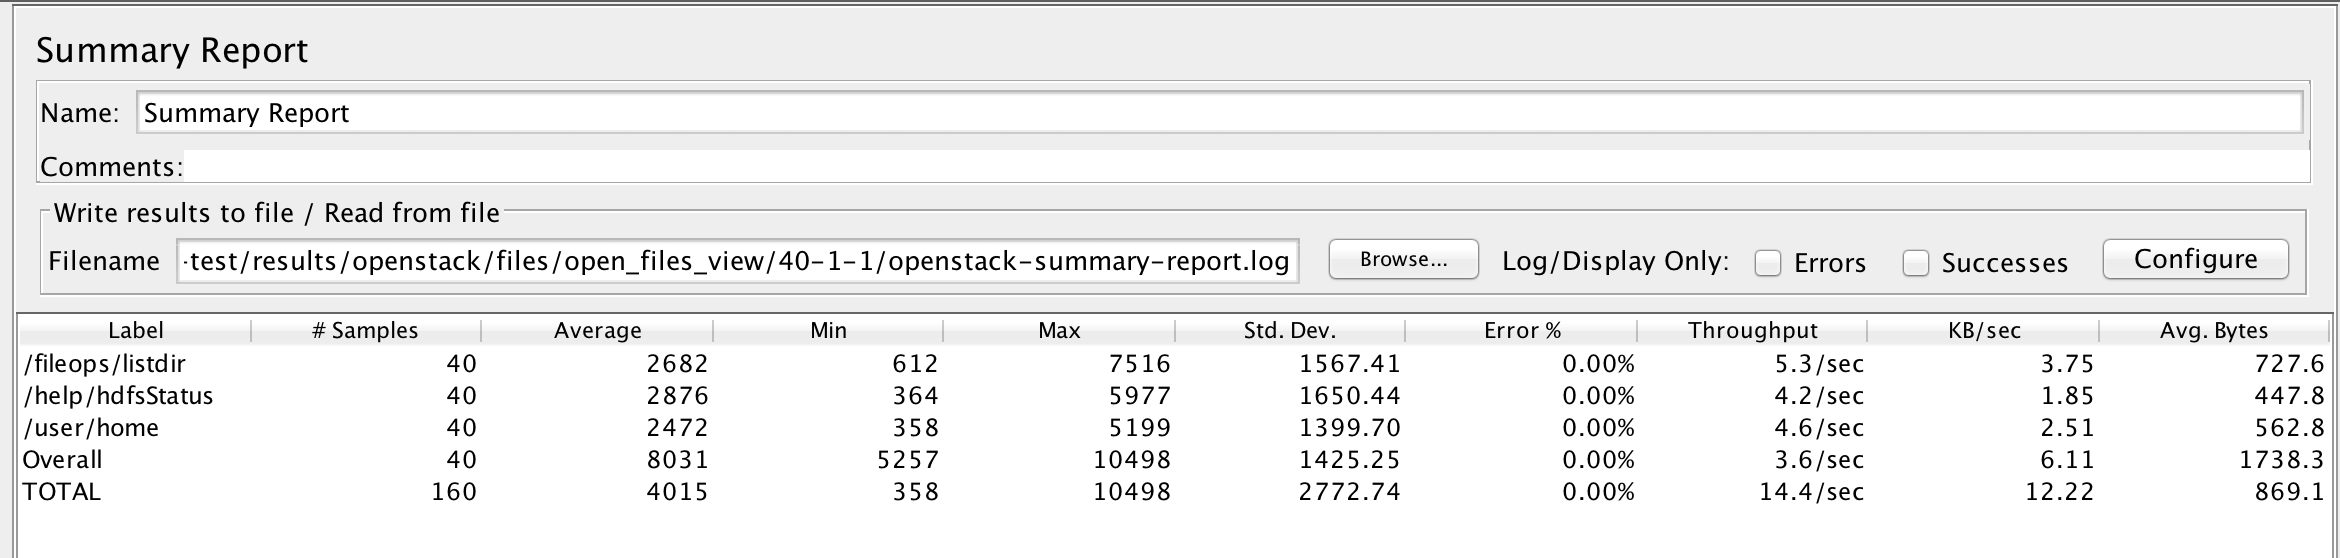 Summary Report
Name: Summary Report
Comments:
Write results to file / Read from file
Filename -test/results/openstack/files/open_files_view/40-1-1/openstack-summary-report.log Browse... Log/Display Only: Errors Successes Configure
Label # Samples Average Min Max Std. Dev. Error % Throughput KB/sec Avg. Bytes
/fileops/listdir 40 2682 612 7516 1567.41 0.00% 5.3/sec 3.75 727.6
/help/hdfsStatus 40 2876 364 5977 1650.44 0.00% 4.2/sec 1.85 447.8
/user/home 40 2472 358 5199 1399.70 0.00% 4.6/sec 2.51 562.8
Overall 40 8031 5257 10498 1425.25 0.00% 3.6/sec 6.11 1738.3
TOTAL 160 4015 358 10498 2772.74 0.00% 14.4/sec 12.22 869.1